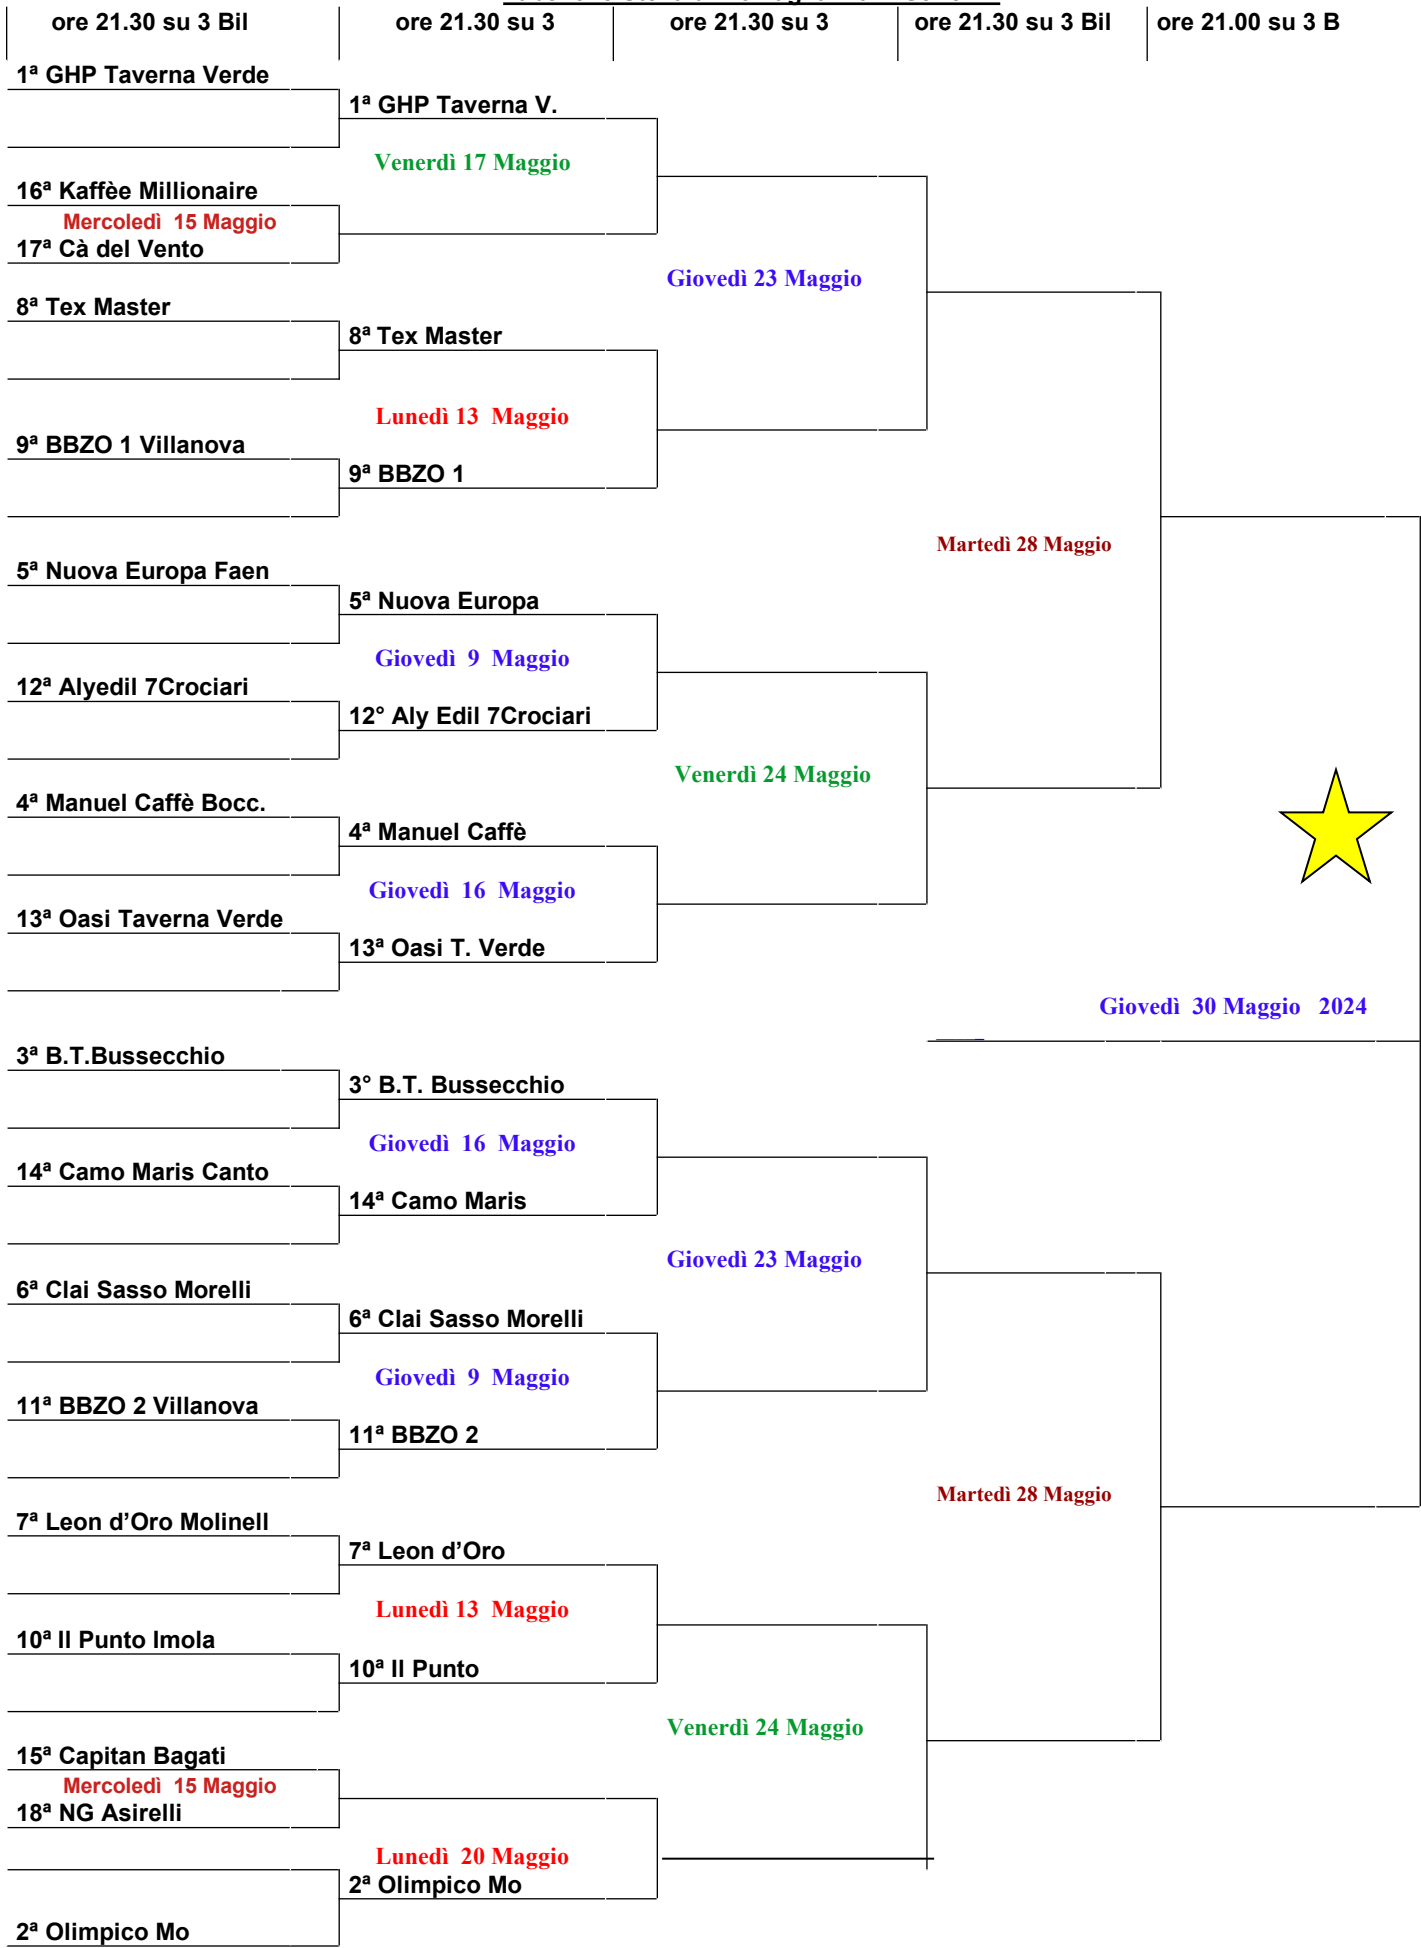 ore 21.30 su 3 Bil
ore 21.30 su 3
ore 21.30 su 3
ore 21.30 su 3 Bil
ore 21.00 su 3 B
1ª GHP Taverna Verde
16ª Kaffèe Millionaire
Mercoledì 15 Maggio
17ª Cà del Vento
8ª Tex Master
9ª BBZO 1 Villanova
5ª Nuova Europa Faen
12ª Alyedil 7Crociari
4ª Manuel Caffè Bocc.
13ª Oasi Taverna Verde
3ª B.T.Bussecchio
14ª Camo Maris Canto
6ª Clai Sasso Morelli
11ª BBZO 2 Villanova
7ª Leon d’Oro Molinell
10ª Il Punto Imola
15ª Capitan Bagati
Mercoledì 15 Maggio
18ª NG Asirelli
2ª Olimpico Mo
1ª GHP Taverna V.
Venerdì 17 Maggio
8ª Tex Master
Lunedì 13 Maggio
9ª BBZO 1
5ª Nuova Europa
Giovedì 9 Maggio
12° Aly Edil 7Crociari
4ª Manuel Caffè
Giovedì 16 Maggio
13ª Oasi T. Verde
3° B.T. Bussecchio
Giovedì 16 Maggio
14ª Camo Maris
6ª Clai Sasso Morelli
Giovedì 9 Maggio
11ª BBZO 2
7ª Leon d’Oro
Lunedì 13 Maggio
10ª Il Punto
Lunedì 20 Maggio
2ª Olimpico Mo
Giovedì 23 Maggio
Venerdì 24 Maggio
Giovedì 23 Maggio
Venerdì 24 Maggio
Martedì 28 Maggio
Martedì 28 Maggio
Giovedì 30 Maggio 2024